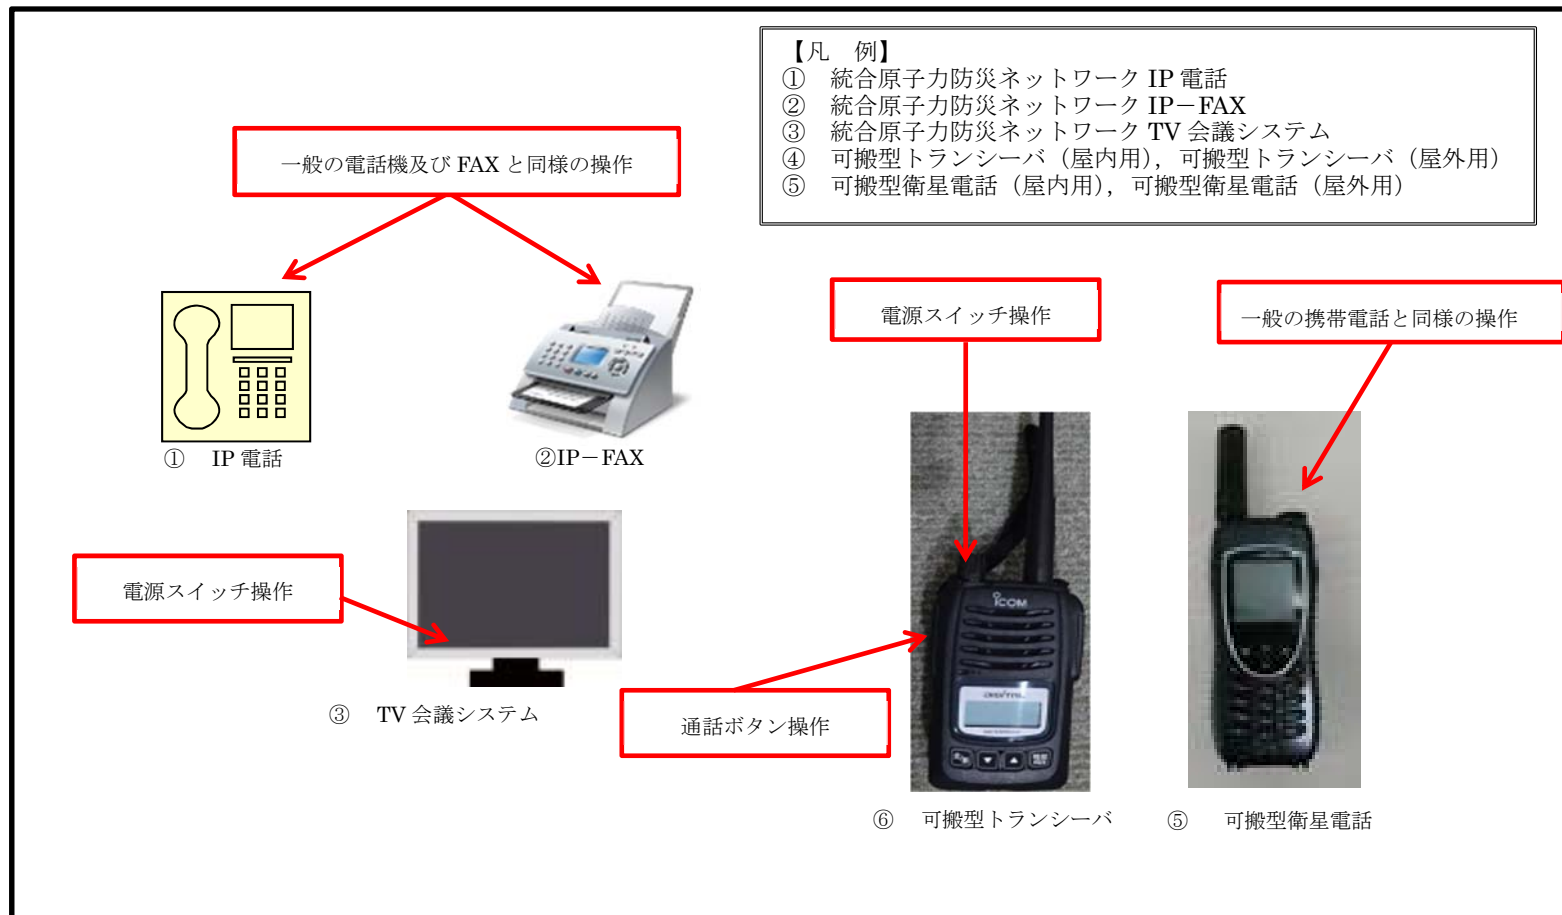 【凡　例】
①　統合原子力防災ネットワーク IP 電話
②　統合原子力防災ネットワーク IP－FAX
③　統合原子力防災ネットワーク TV 会議システム
④　可搬型トランシーバ（屋内用），可搬型トランシーバ（屋外用）
⑤　可搬型衛星電話（屋内用），可搬型衛星電話（屋外用）
一般の電話機及び FAX と同様の操作
電源スイッチ操作
一般の携帯電話と同様の操作
①　IP 電話
②IP－FAX
電源スイッチ操作
iCOM
③　TV 会議システム
通話ボタン操作
⑥　可搬型トランシーバ
⑤　可搬型衛星電話